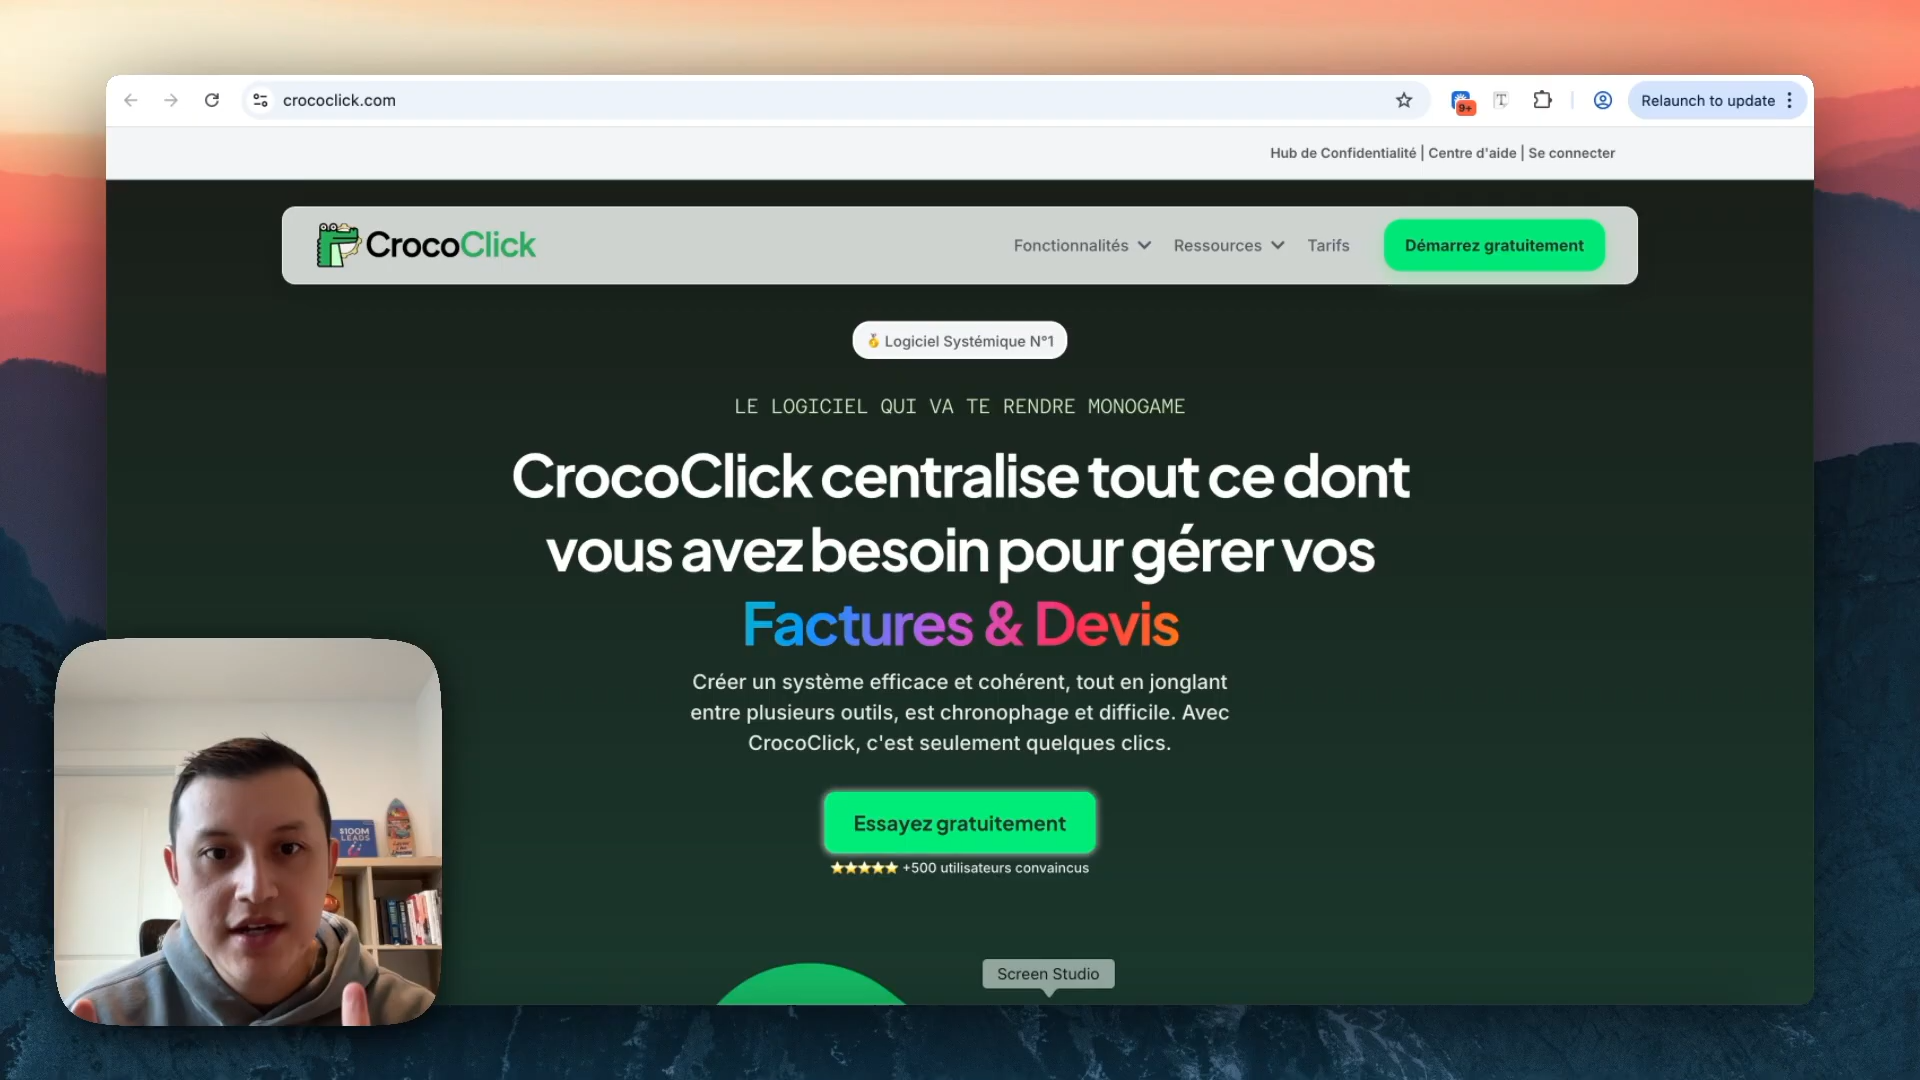 crococlick.com
9+
T
Relaunch to update
Hub de Confidentialité | Centre d'aide | Se connecter
CrocoClick
Fonctionnalités
Ressources
Tarifs
Démarrez gratuitement
Logiciel Systémique N°1
LE LOGICIEL QUI VA TE RENDRE MONOGAME
CrocoClick centralise tout ce dont
vous avez besoin pour gérer vos
Factures & Devis
Créer un système efficace et cohérent, tout en jonglant
entre plusieurs outils, est chronophage et difficile. Avec
CrocoClick, c'est seulement quelques clics.
Essayez gratuitement
+500 utilisateurs convaincus
Screen Studio
$100M
LEADS